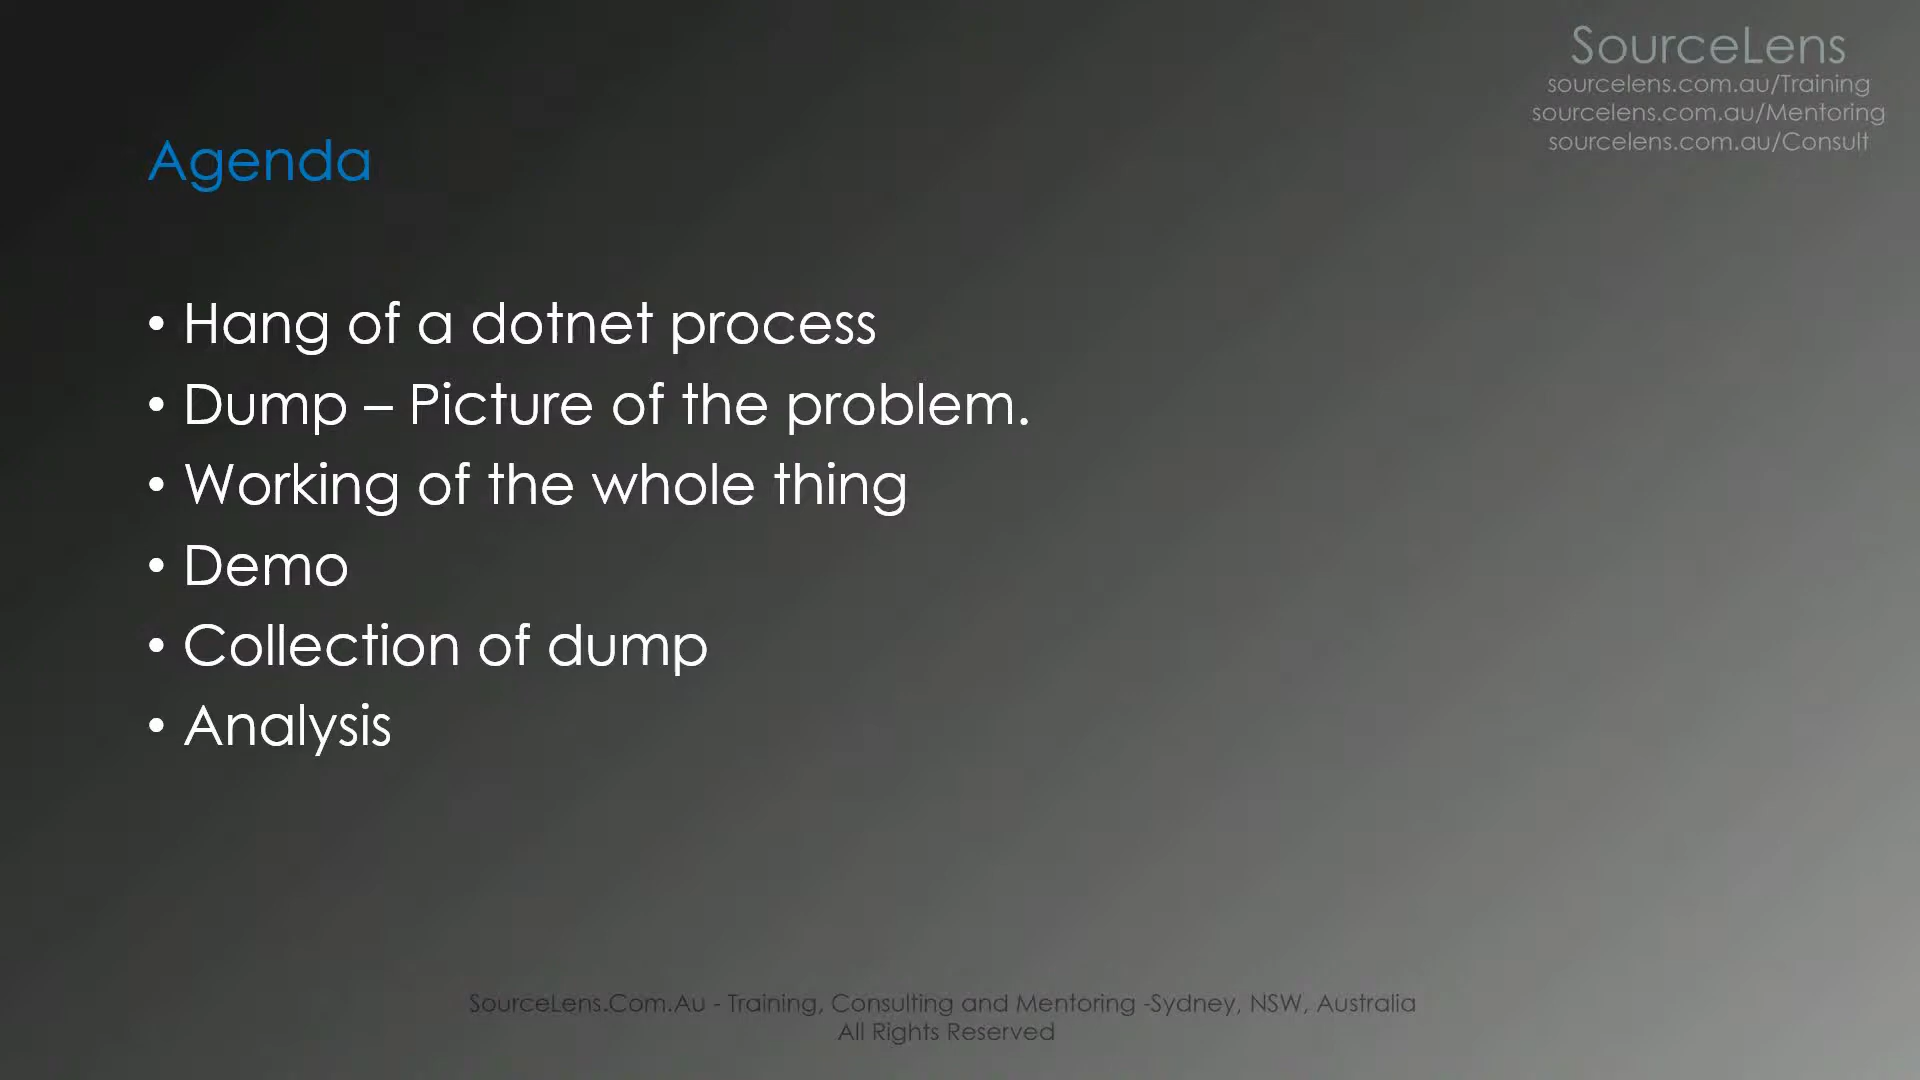 SourceLens
sourcelens.com.au/Training
sourcelens.com.au/Mentoring
sourcelens.com.au/Consult
Agenda
• Hang of a dotnet process
• Dump – Picture of the problem.
• Working of the whole thing
• Demo
• Collection of dump
• Analysis
SourceLens.Com.Au - Training, Consulting and Mentoring -Sydney, NSW, Australia
All Rights Reserved